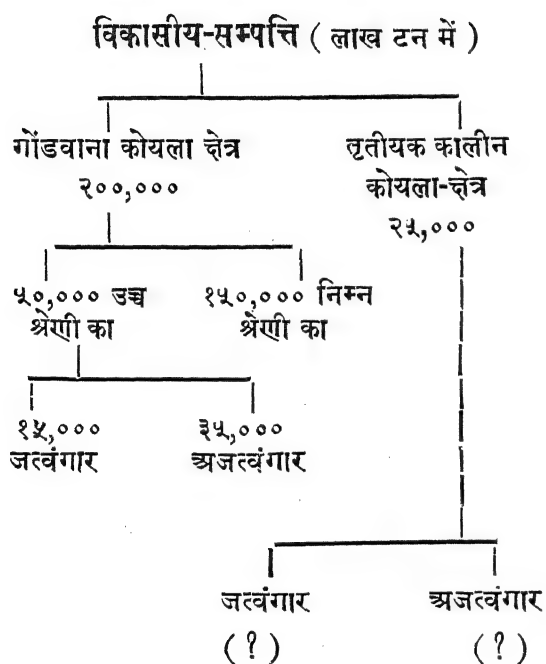 विकासीय-सम्पत्ति ( लाख टन में )
गोंडवाना कोयला क्षेत्र
२००,०००
तृतीयक कालीन
कोयला-क्षेत्र
२५,०००
५०,००० उच्च
श्रेणी का
१५०,००० निम्न
श्रेणी का
१५,०००
जत्वंगार
३५,०००
अजत्वंगार
जत्वंगार
(?)
अजत्वंगार
(?)